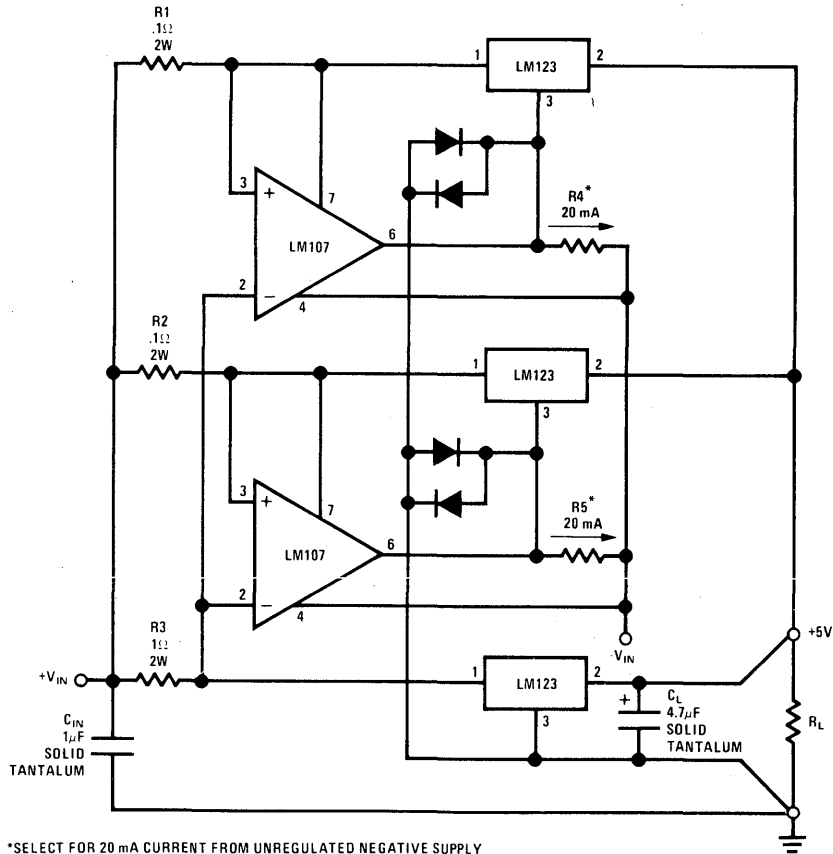 R1
.1Ω
2W
1
LM123
2
3
3
+
7
LM107
6
R4*
20 mA
2
−
4
R2
.1Ω
2W
1
LM123
2
3
3
+
7
LM107
6
R5*
20 mA
2
−
4
R3
1Ω
2W
+VIN
-VIN
+5V
1
LM123
2
3
+
CL
4.7μF
SOLID
TANTALUM
RL
CIN
1μF
SOLID
TANTALUM
*SELECT FOR 20 mA CURRENT FROM UNREGULATED NEGATIVE SUPPLY